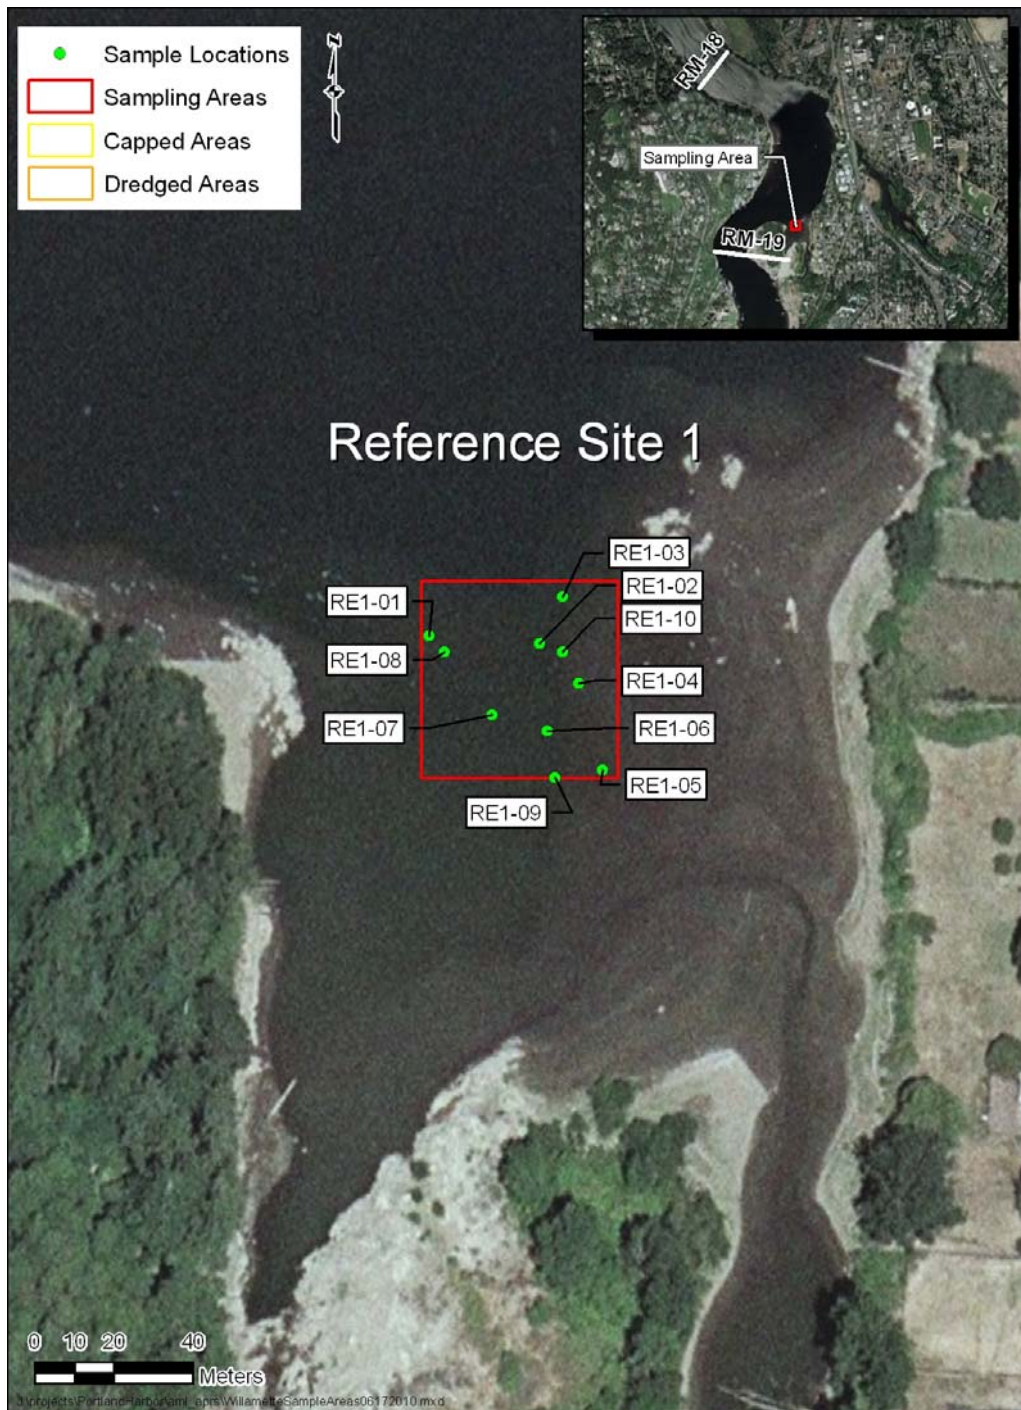 Sample Locations
Sampling Areas
Capped Areas
Dredged Areas
N
RM-18
Sampling Area
RM-19
Reference Site 1
RE1-03
RE1-02
RE1-01
RE1-10
RE1-08
RE1-04
RE1-07
RE1-06
RE1-05
RE1-09
0 10 20 40
Meters